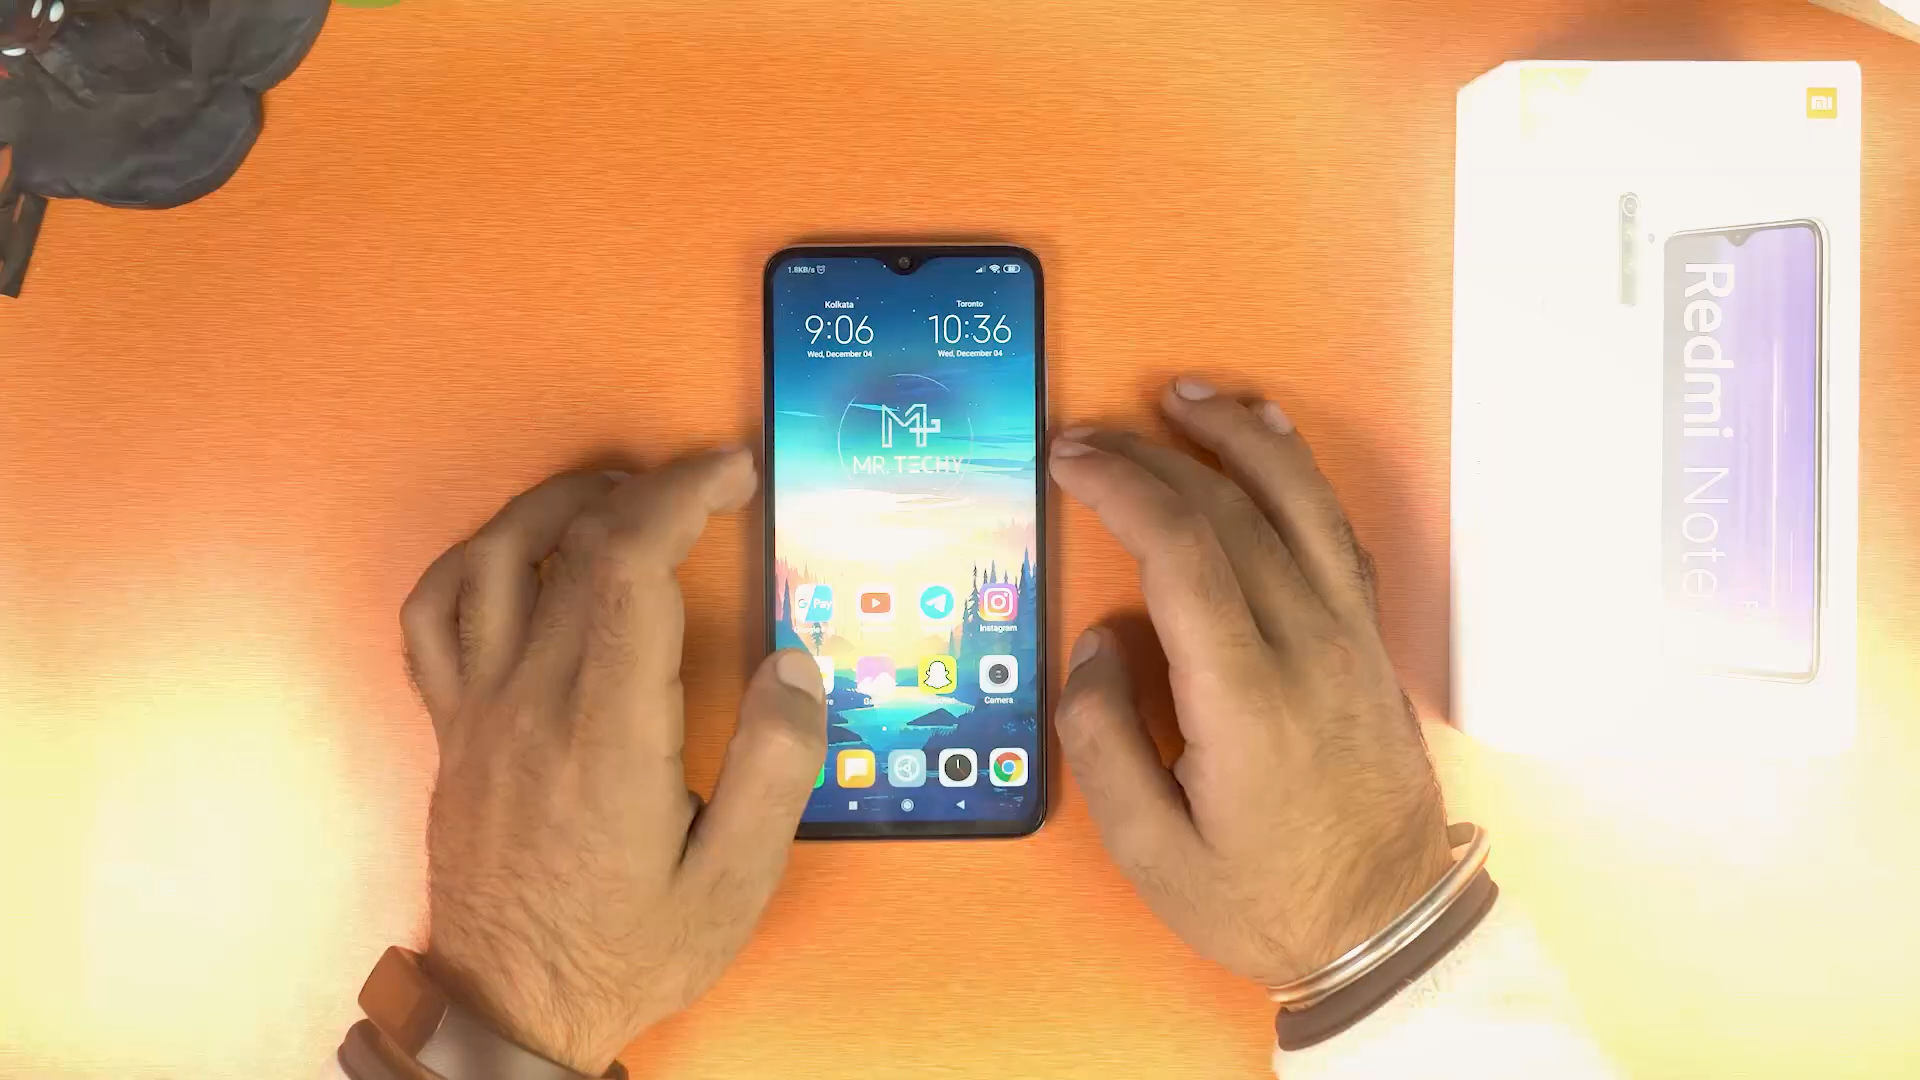 1.8KB/s
Kolkata
9:06
Wed, December 04
Toronto
10:36
Wed, December 04
MR. TECHY
G Pay
Instagram
Camera
mi
Redmi Note